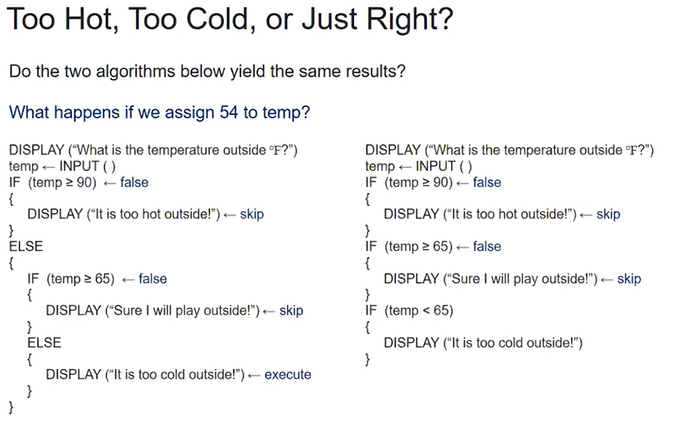 Too Hot, Too Cold, or Just Right?
Do the two algorithms below yield the same results?
What happens if we assign 54 to temp?
DISPLAY (“What is the temperature outside °F?”)
temp ← INPUT ( )
IF (temp ≥ 90) ← false
{
DISPLAY (“It is too hot outside!”) ← skip
}
ELSE
{
IF (temp ≥ 65) ← false
{
DISPLAY (“Sure I will play outside!”) ← skip
}
ELSE
{
DISPLAY (“It is too cold outside!”) ← execute
}
}
DISPLAY (“What is the temperature outside °F?”)
temp ← INPUT ( )
IF (temp ≥ 90) ← false
{
DISPLAY (“It is too hot outside!”) ← skip
}
IF (temp ≥ 65) ← false
{
DISPLAY (“Sure I will play outside!”) ← skip
}
IF (temp < 65)
{
DISPLAY (“It is too cold outside!”)
}